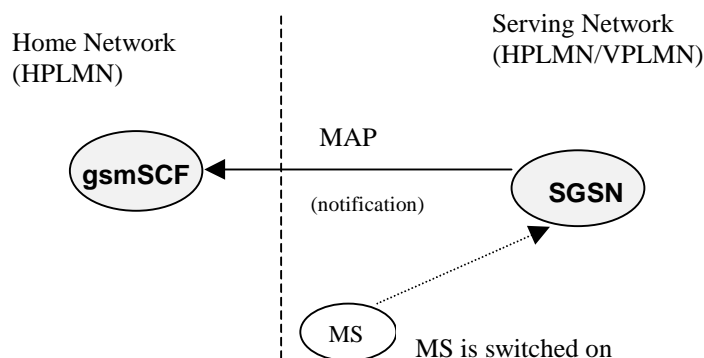 Home Network
(HPLMN)
Serving Network
(HPLMN/VPLMN)
MAP
gsmSCF
(notification)
SGSN
MS
MS is switched on